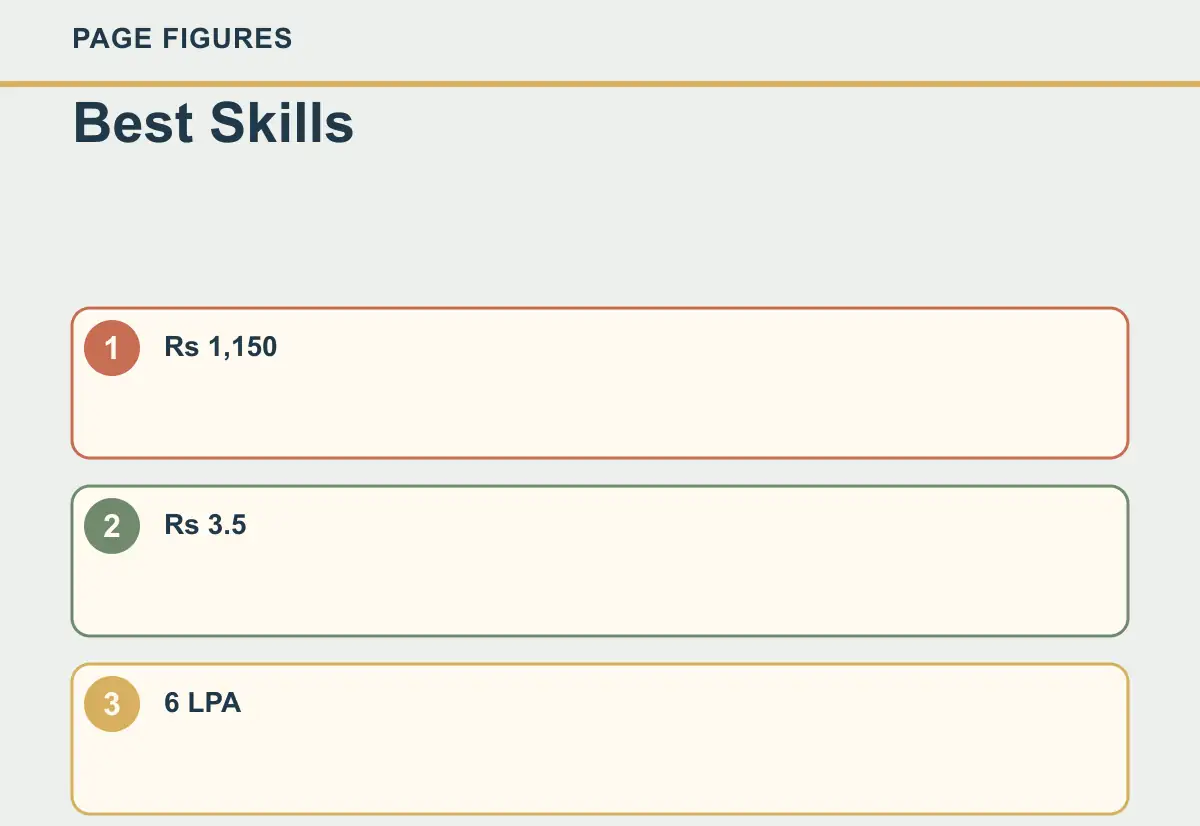 PAGE FIGURES
Best Skills
1 Rs 1,150
2 Rs 3.5
3 6 LPA